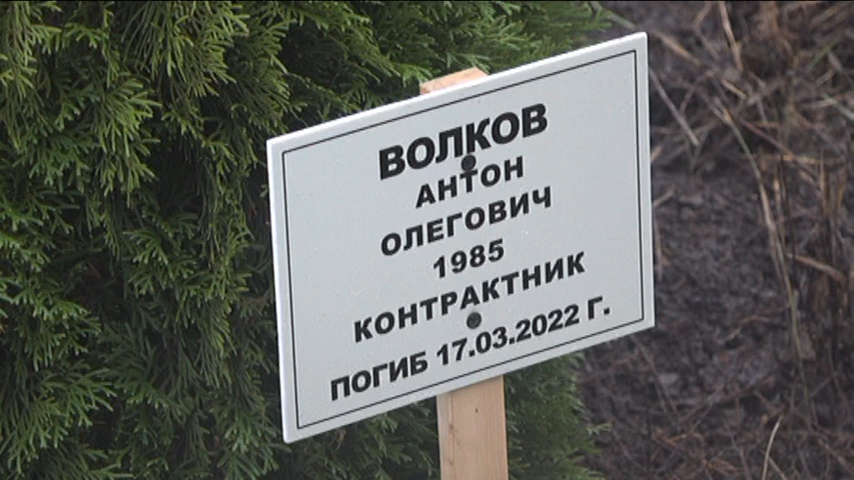 ВОЛКОВ
АНТОН
ОЛЕГОВИЧ
1985
КОНТРАКТНИК
ПОГИБ 17.03.2022 Г.